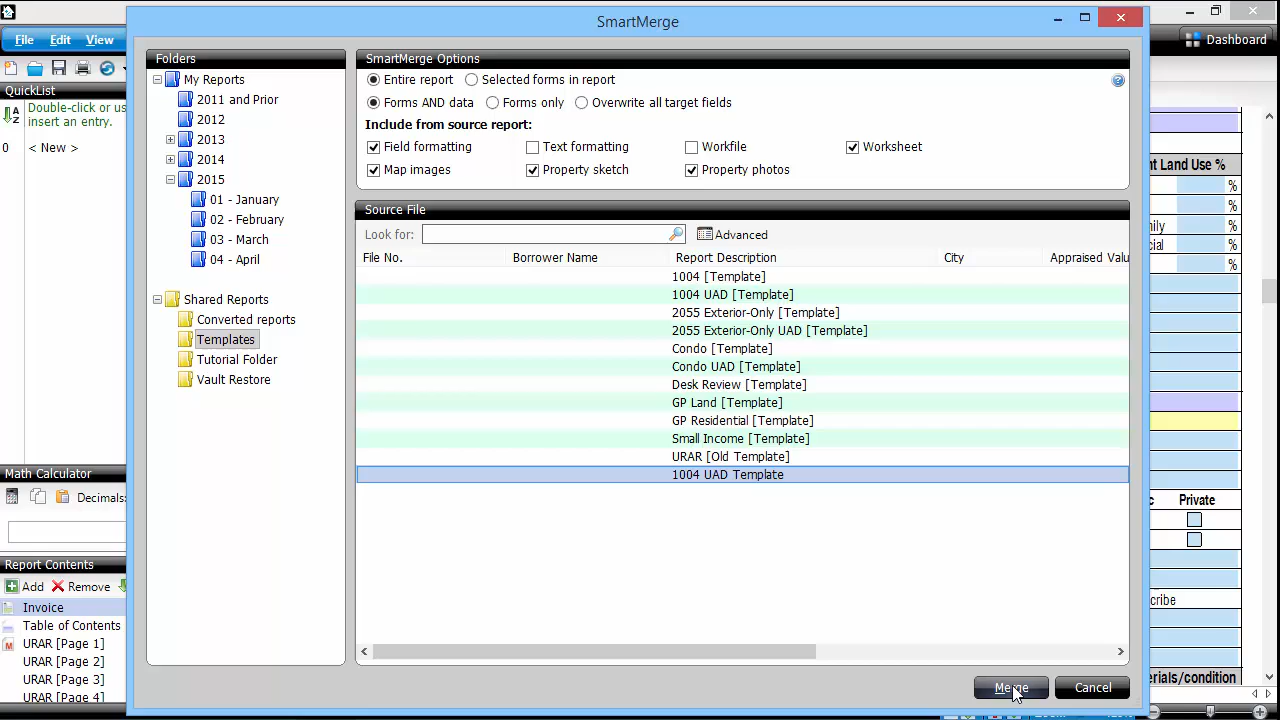 SmartMerge
File Edit View
Dashboard
QuickList
Double-click or us
insert an entry.
0 < New >
Folders
My Reports
2011 and Prior
2012
2013
2014
2015
01 - January
02 - February
03 - March
04 - April
Shared Reports
Converted reports
Templates
Tutorial Folder
Vault Restore
SmartMerge Options
Entire report Selected forms in report
Forms AND data Forms only Overwrite all target fields
Include from source report:
Field formatting Text formatting Workfile Worksheet
Map images Property sketch Property photos
Source File
Look for: Advanced
File No. Borrower Name Report Description City Appraised Valu
1004 [Template]
1004 UAD [Template]
2055 Exterior-Only [Template]
2055 Exterior-Only UAD [Template]
Condo [Template]
Condo UAD [Template]
Desk Review [Template]
GP Land [Template]
GP Residential [Template]
Small Income [Template]
URAR [Old Template]
1004 UAD Template
Merge Cancel
Math Calculator
Decimals:
Report Contents
Add Remove
Invoice
Table of Contents
URAR [Page 1]
URAR [Page 2]
URAR [Page 3]
URAR [Page 4]
Land Use %
%
%
%
%
%
Private
cribe
erials/condition